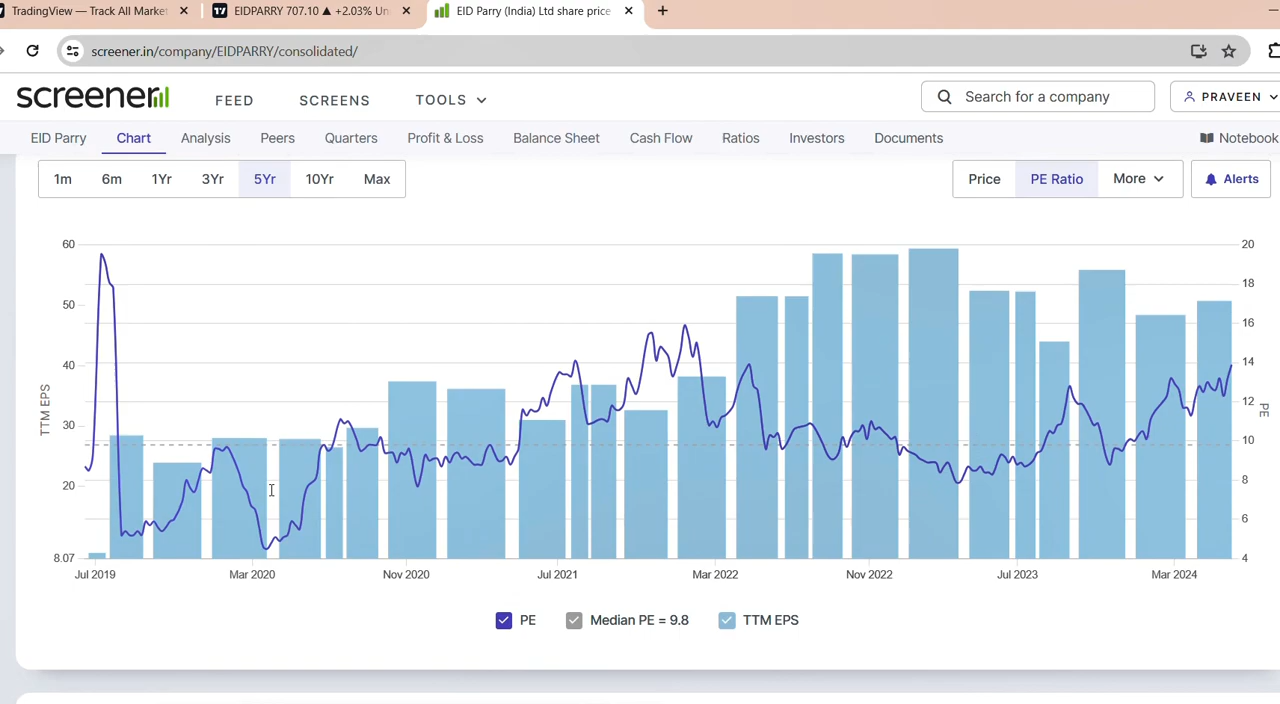 TradingView — Track All Market
EIDPARRY 707.10 ▲ +2.03% Un
EID Parry (India) Ltd share price
screener.in/company/EIDPARRY/consolidated/
screener
FEED
SCREENS
TOOLS
Search for a company
PRAVEEN
EID Parry
Chart
Analysis
Peers
Quarters
Profit & Loss
Balance Sheet
Cash Flow
Ratios
Investors
Documents
Notebook
1m 6m 1Yr 3Yr 5Yr 10Yr Max
Price PE Ratio More
Alerts
60 20
18
50
16
40 14
TTM EPS
12
PE
30
10
20 8
6
8.07 4
Jul 2019 Mar 2020 Nov 2020 Jul 2021 Mar 2022 Nov 2022 Jul 2023 Mar 2024
PE Median PE = 9.8 TTM EPS